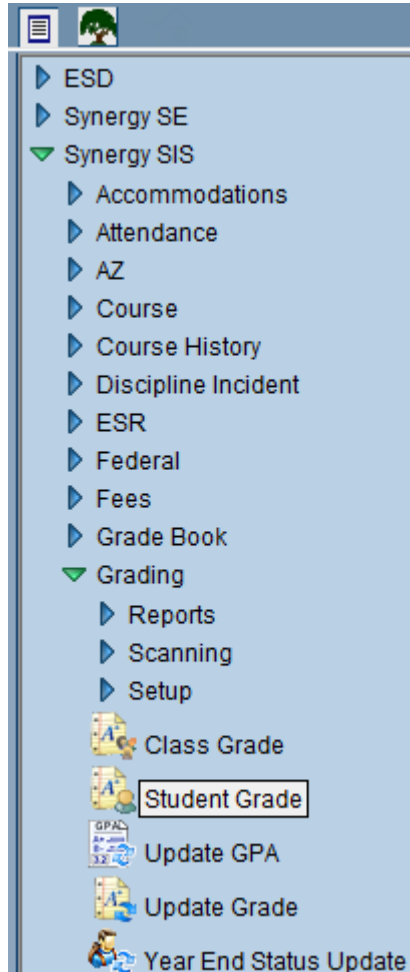 ESD
Synergy SE
Synergy SIS
Accommodations
Attendance
AZ
Course
Course History
Discipline Incident
ESR
Federal
Fees
Grade Book
Grading
Reports
Scanning
Setup
Class Grade
Student Grade
GPA
Update GPA
Update Grade
Year End Status Update